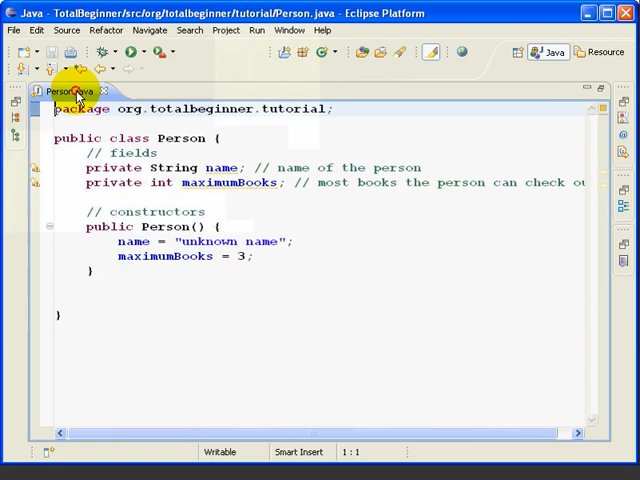 Java - TotalBeginner/src/org/totalbeginner/tutorial/Person.java - Eclipse Platform
File Edit Source Refactor Navigate Search Project Run Window Help
Java Resource
Person.java
package org.totalbeginner.tutorial;
public class Person {
// fields
private String name; // name of the person
private int maximumBooks; // most books the person can check ou
// constructors
public Person() {
name = "unknown name";
maximumBooks = 3;
}
}
Writable Smart Insert 1 : 1